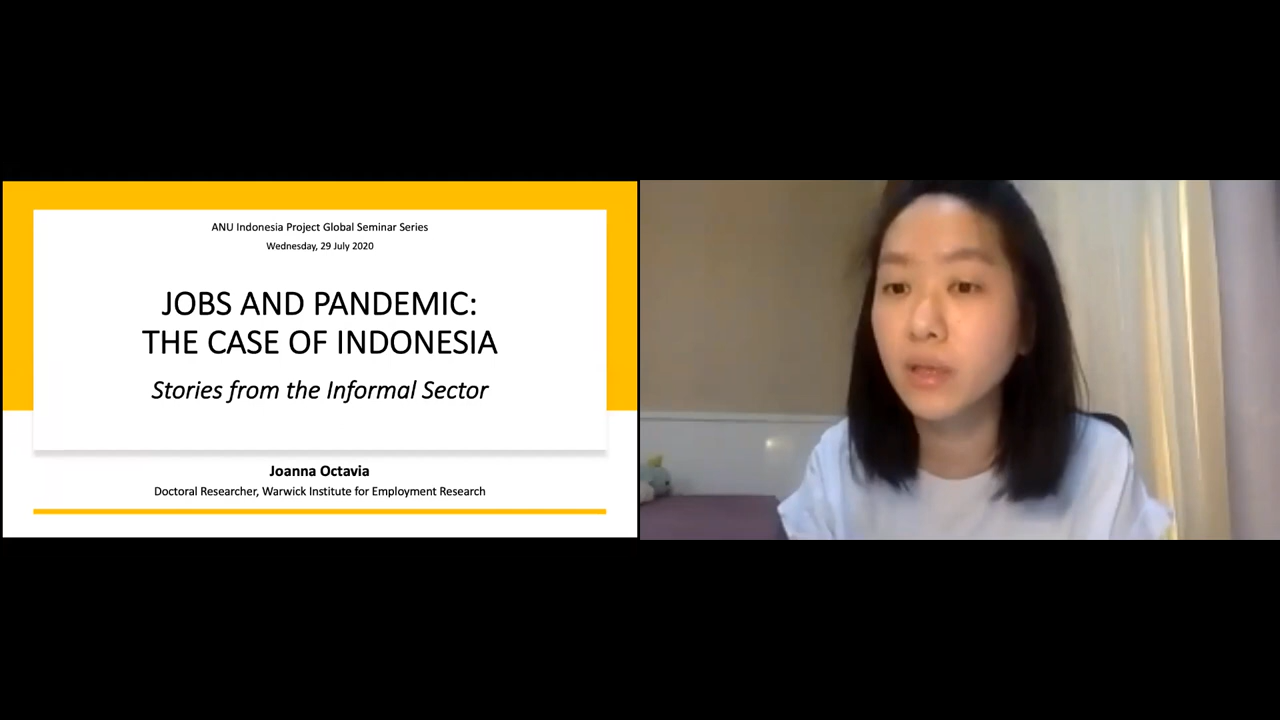 ANU Indonesia Project Global Seminar Series
Wednesday, 29 July 2020
JOBS AND PANDEMIC:
THE CASE OF INDONESIA
Stories from the Informal Sector
Joanna Octavia
Doctoral Researcher, Warwick Institute for Employment Research